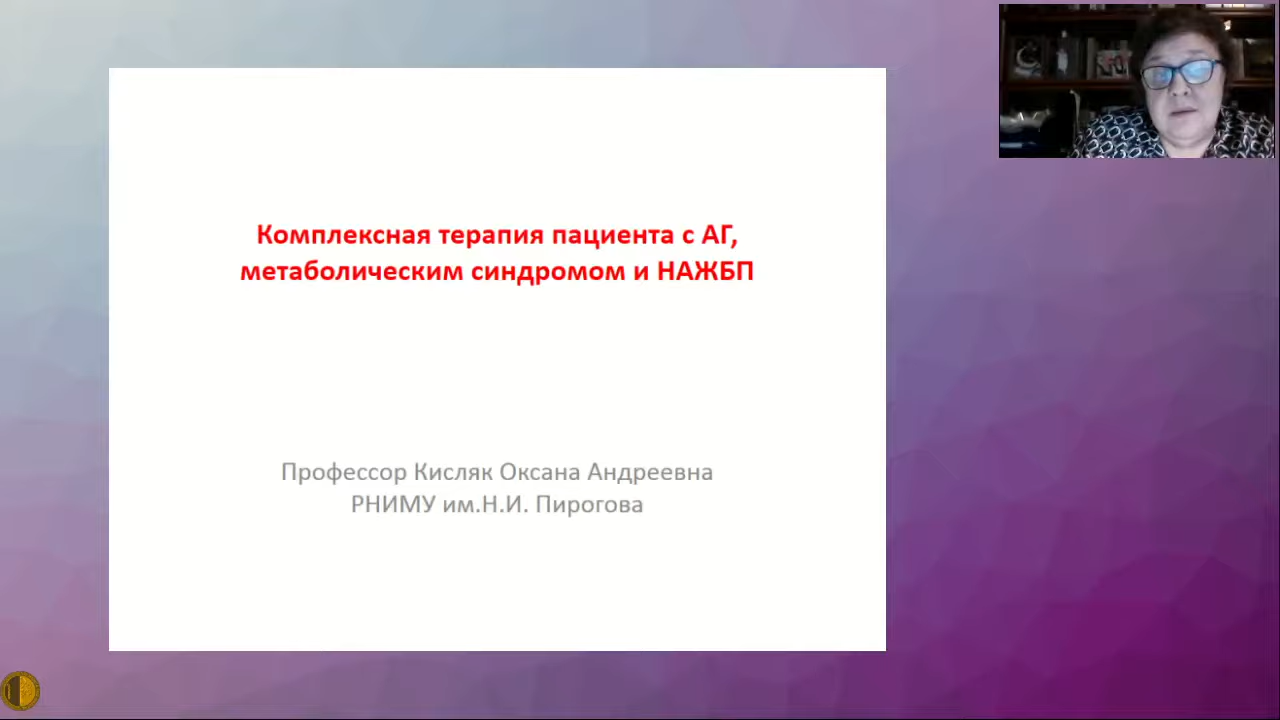 Комплексная терапия пациента с АГ,
метаболическим синдромом и НАЖБП
Профессор Кисляк Оксана Андреевна
РНИМУ им.Н.И. Пирогова